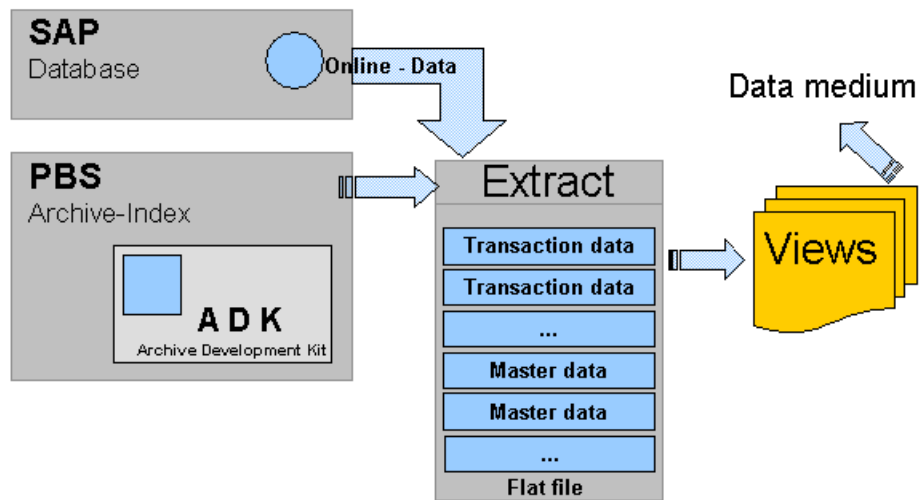 SAP
Database
Online - Data
PBS
Archive-Index
A D K
Archive Development Kit
Extract
Transaction data
Transaction data
...
Master data
Master data
...
Flat file
Views
Data medium